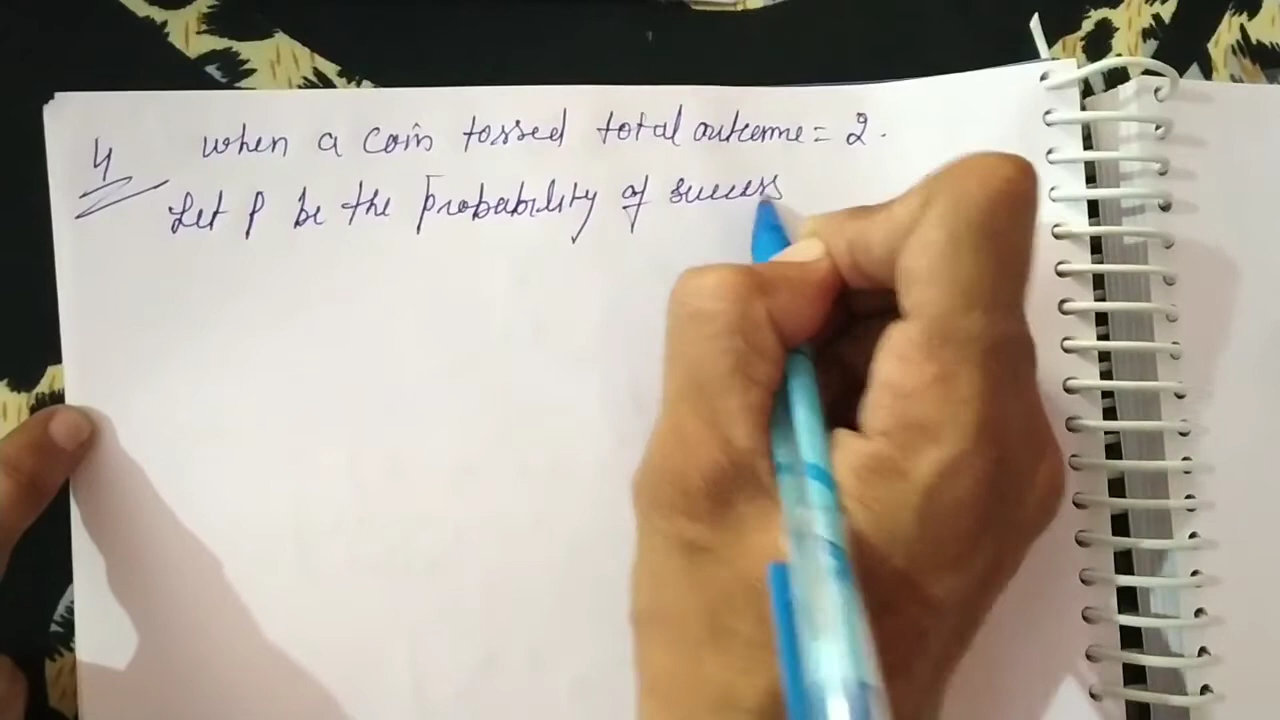 4 when a coin tossed total outcome = 2.
Let P be the Probability of success